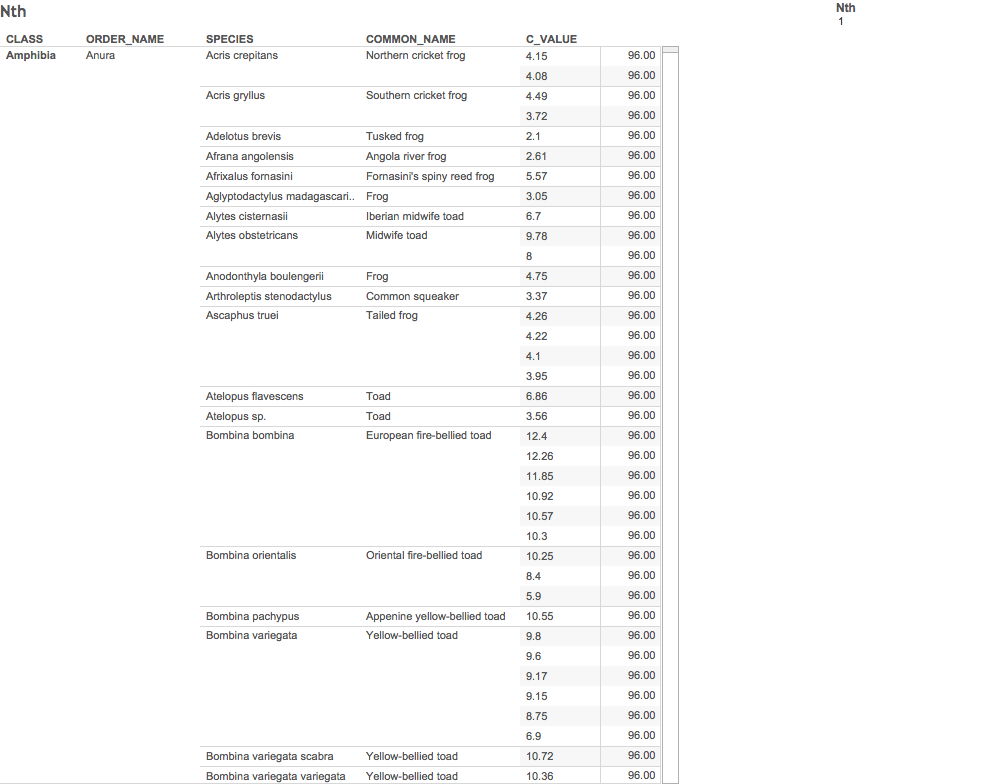 Nth
Nth
1
CLASS ORDER_NAME SPECIES COMMON_NAME C_VALUE
Amphibia Anura Acris crepitans Northern cricket frog 4.15 96.00
4.08 96.00
Acris gryllus Southern cricket frog 4.49 96.00
3.72 96.00
Adelotus brevis Tusked frog 2.1 96.00
Afrana angolensis Angola river frog 2.61 96.00
Afrixalus fornasini Fornasini's spiny reed frog 5.57 96.00
Aglyptodactylus madagascari.. Frog 3.05 96.00
Alytes cisternasii Iberian midwife toad 6.7 96.00
Alytes obstetricans Midwife toad 9.78 96.00
8 96.00
Anodonthyla boulengerii Frog 4.75 96.00
Arthroleptis stenodactylus Common squeaker 3.37 96.00
Ascaphus truei Tailed frog 4.26 96.00
4.22 96.00
4.1 96.00
3.95 96.00
Atelopus flavescens Toad 6.86 96.00
Atelopus sp. Toad 3.56 96.00
Bombina bombina European fire-bellied toad 12.4 96.00
12.26 96.00
11.85 96.00
10.92 96.00
10.57 96.00
10.3 96.00
Bombina orientalis Oriental fire-bellied toad 10.25 96.00
8.4 96.00
5.9 96.00
Bombina pachypus Appenine yellow-bellied toad 10.55 96.00
Bombina variegata Yellow-bellied toad 9.8 96.00
9.6 96.00
9.17 96.00
9.15 96.00
8.75 96.00
6.9 96.00
Bombina variegata scabra Yellow-bellied toad 10.72 96.00
Bombina variegata variegata Yellow-bellied toad 10.36 96.00